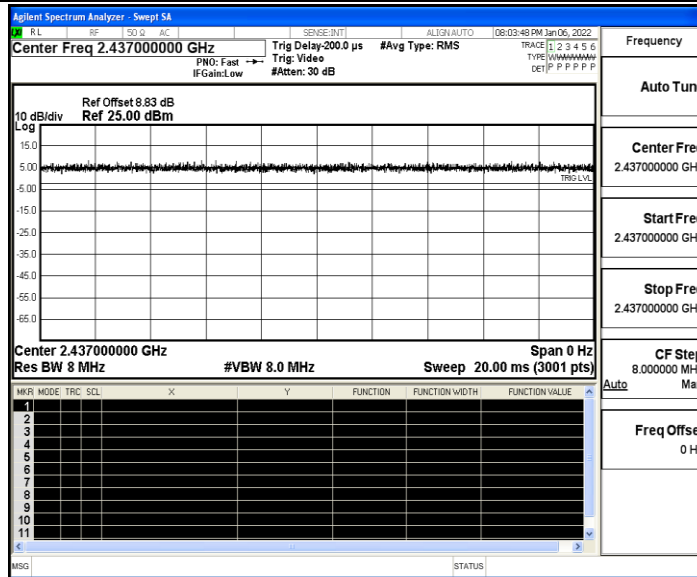 Agilent Spectrum Analyzer - Swept SA
RL RF 50 Ω AC SENSE:INT ALIGN AUTO 08:03:48 PM Jan 06, 2022
Center Freq 2.437000000 GHz
PNO: Fast
IFGain:Low
Trig Delay-200.0 µs
Trig: Video
#Atten: 30 dB
#Avg Type: RMS
TRACE 1 2 3 4 5 6
TYPE WWWWWW
DET P P P P P P
Frequency
Auto Tun
Center Fre
2.437000000 GH
Start Fre
2.437000000 GH
Stop Fre
2.437000000 GH
CF Step
8.000000 MH
Auto Ma
Freq Offse
0 H
Ref Offset 8.83 dB
10 dB/div Ref 25.00 dBm
Log
15.0
5.00
TRIG LVL
-5.00
-15.0
-25.0
-35.0
-45.0
-55.0
-65.0
Center 2.437000000 GHz Span 0 Hz
Res BW 8 MHz #VBW 8.0 MHz Sweep 20.00 ms (3001 pts)
MKR MODE TRC SCL X Y FUNCTION FUNCTION WIDTH FUNCTION VALUE
1
2
3
4
5
6
7
8
9
10
11
MSG STATUS